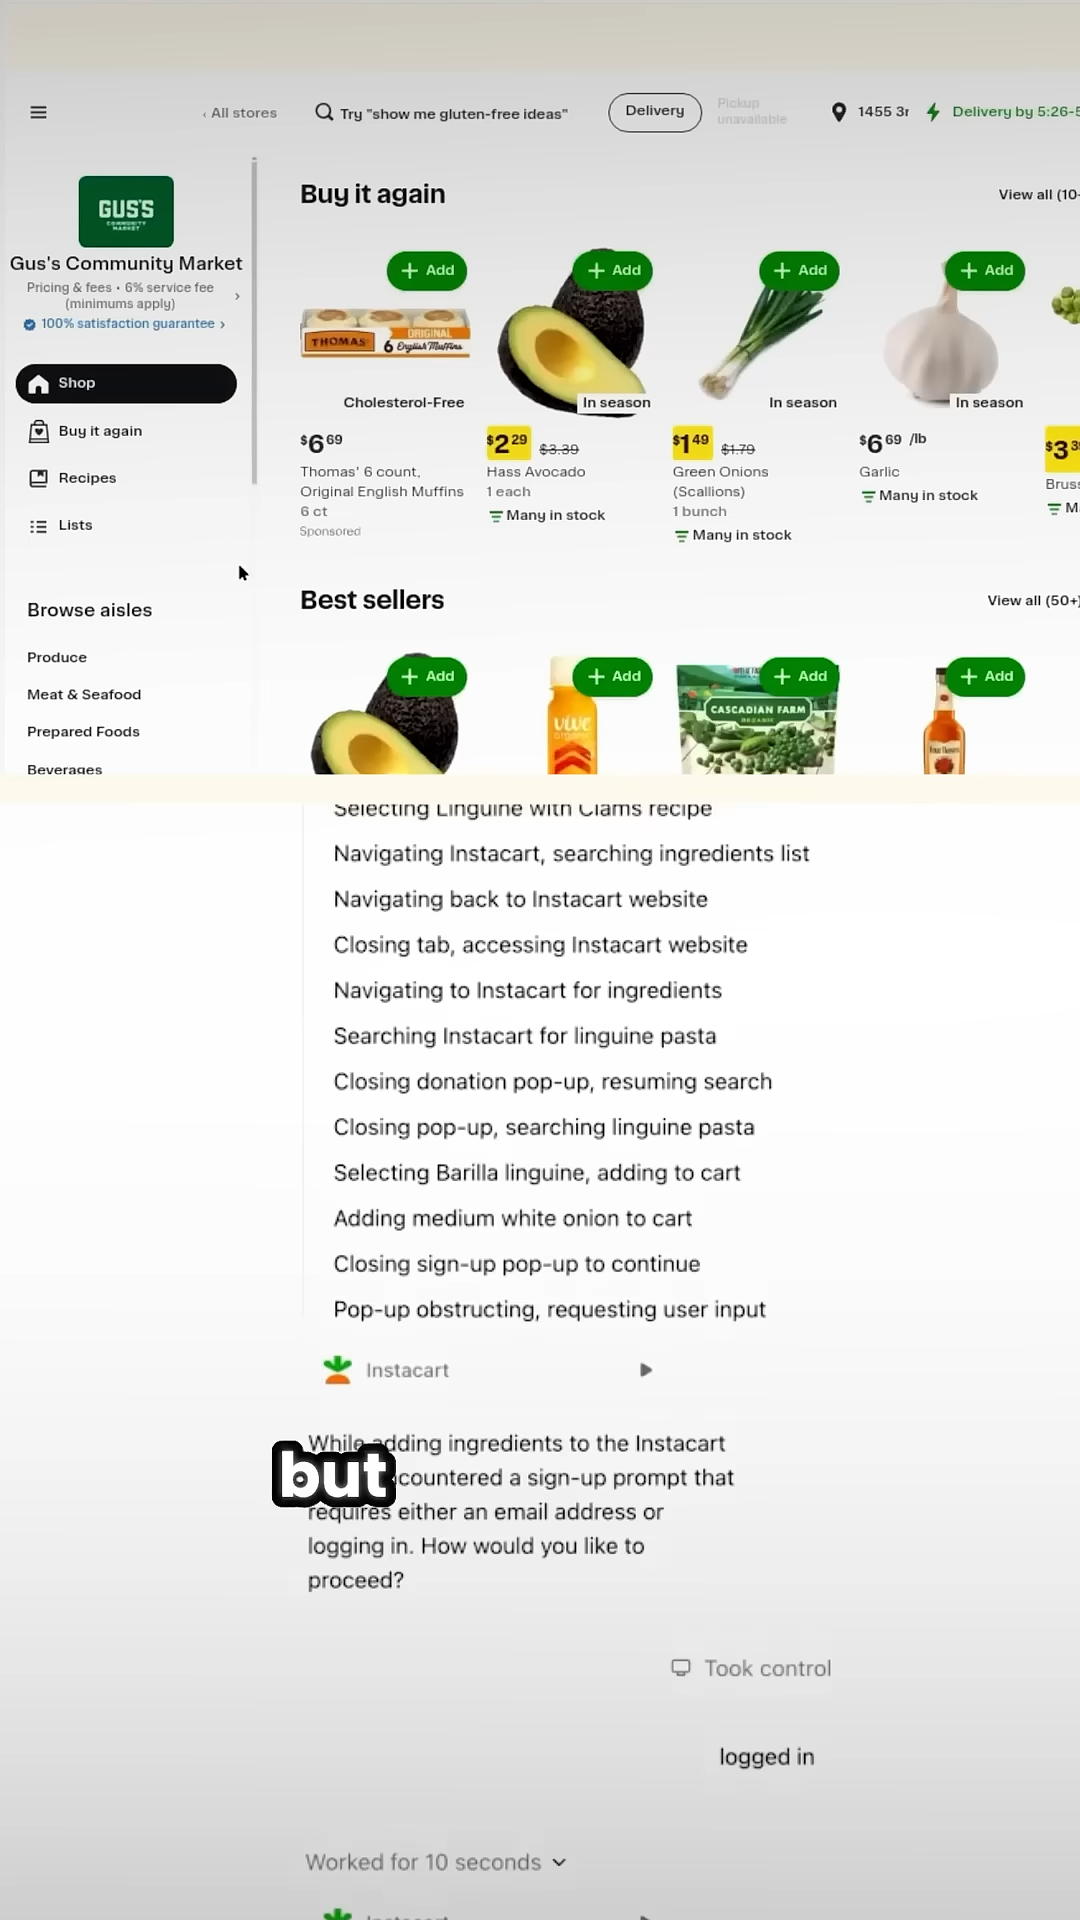 All stores
Try "show me gluten-free ideas"
Delivery
Pickup
unavailable
1455 3r
Delivery by 5:26-5
GUS'S
COMMUNITY
MARKET
Gus's Community Market
Pricing & fees • 6% service fee
(minimums apply)
100% satisfaction guarantee
Shop
Buy it again
Recipes
Lists
Browse aisles
Produce
Meat & Seafood
Prepared Foods
Beverages
Buy it again
View all (10+
Add
Add
Add
Add
THOMAS'
ORIGINAL
6 English Muffins
Cholesterol-Free
In season
In season
In season
$6 69
Thomas' 6 count,
Original English Muffins
6 ct
Sponsored
$2 29 $3.39
Hass Avocado
1 each
Many in stock
$1 49 $1.79
Green Onions
(Scallions)
1 bunch
Many in stock
$6 69 /lb
Garlic
Many in stock
$3 39
Bruss
M
Best sellers
View all (50+)
Add
Add
Add
Add
vive
organic
CASCADIAN FARM
ORGANIC
Four Roses
Selecting Linguine with Clams recipe
Navigating Instacart, searching ingredients list
Navigating back to Instacart website
Closing tab, accessing Instacart website
Navigating to Instacart for ingredients
Searching Instacart for linguine pasta
Closing donation pop-up, resuming search
Closing pop-up, searching linguine pasta
Selecting Barilla linguine, adding to cart
Adding medium white onion to cart
Closing sign-up pop-up to continue
Pop-up obstructing, requesting user input
Instacart
While adding ingredients to the Instacart
but
countered a sign-up prompt that
requires either an email address or
logging in. How would you like to
proceed?
Took control
logged in
Worked for 10 seconds
Instacart